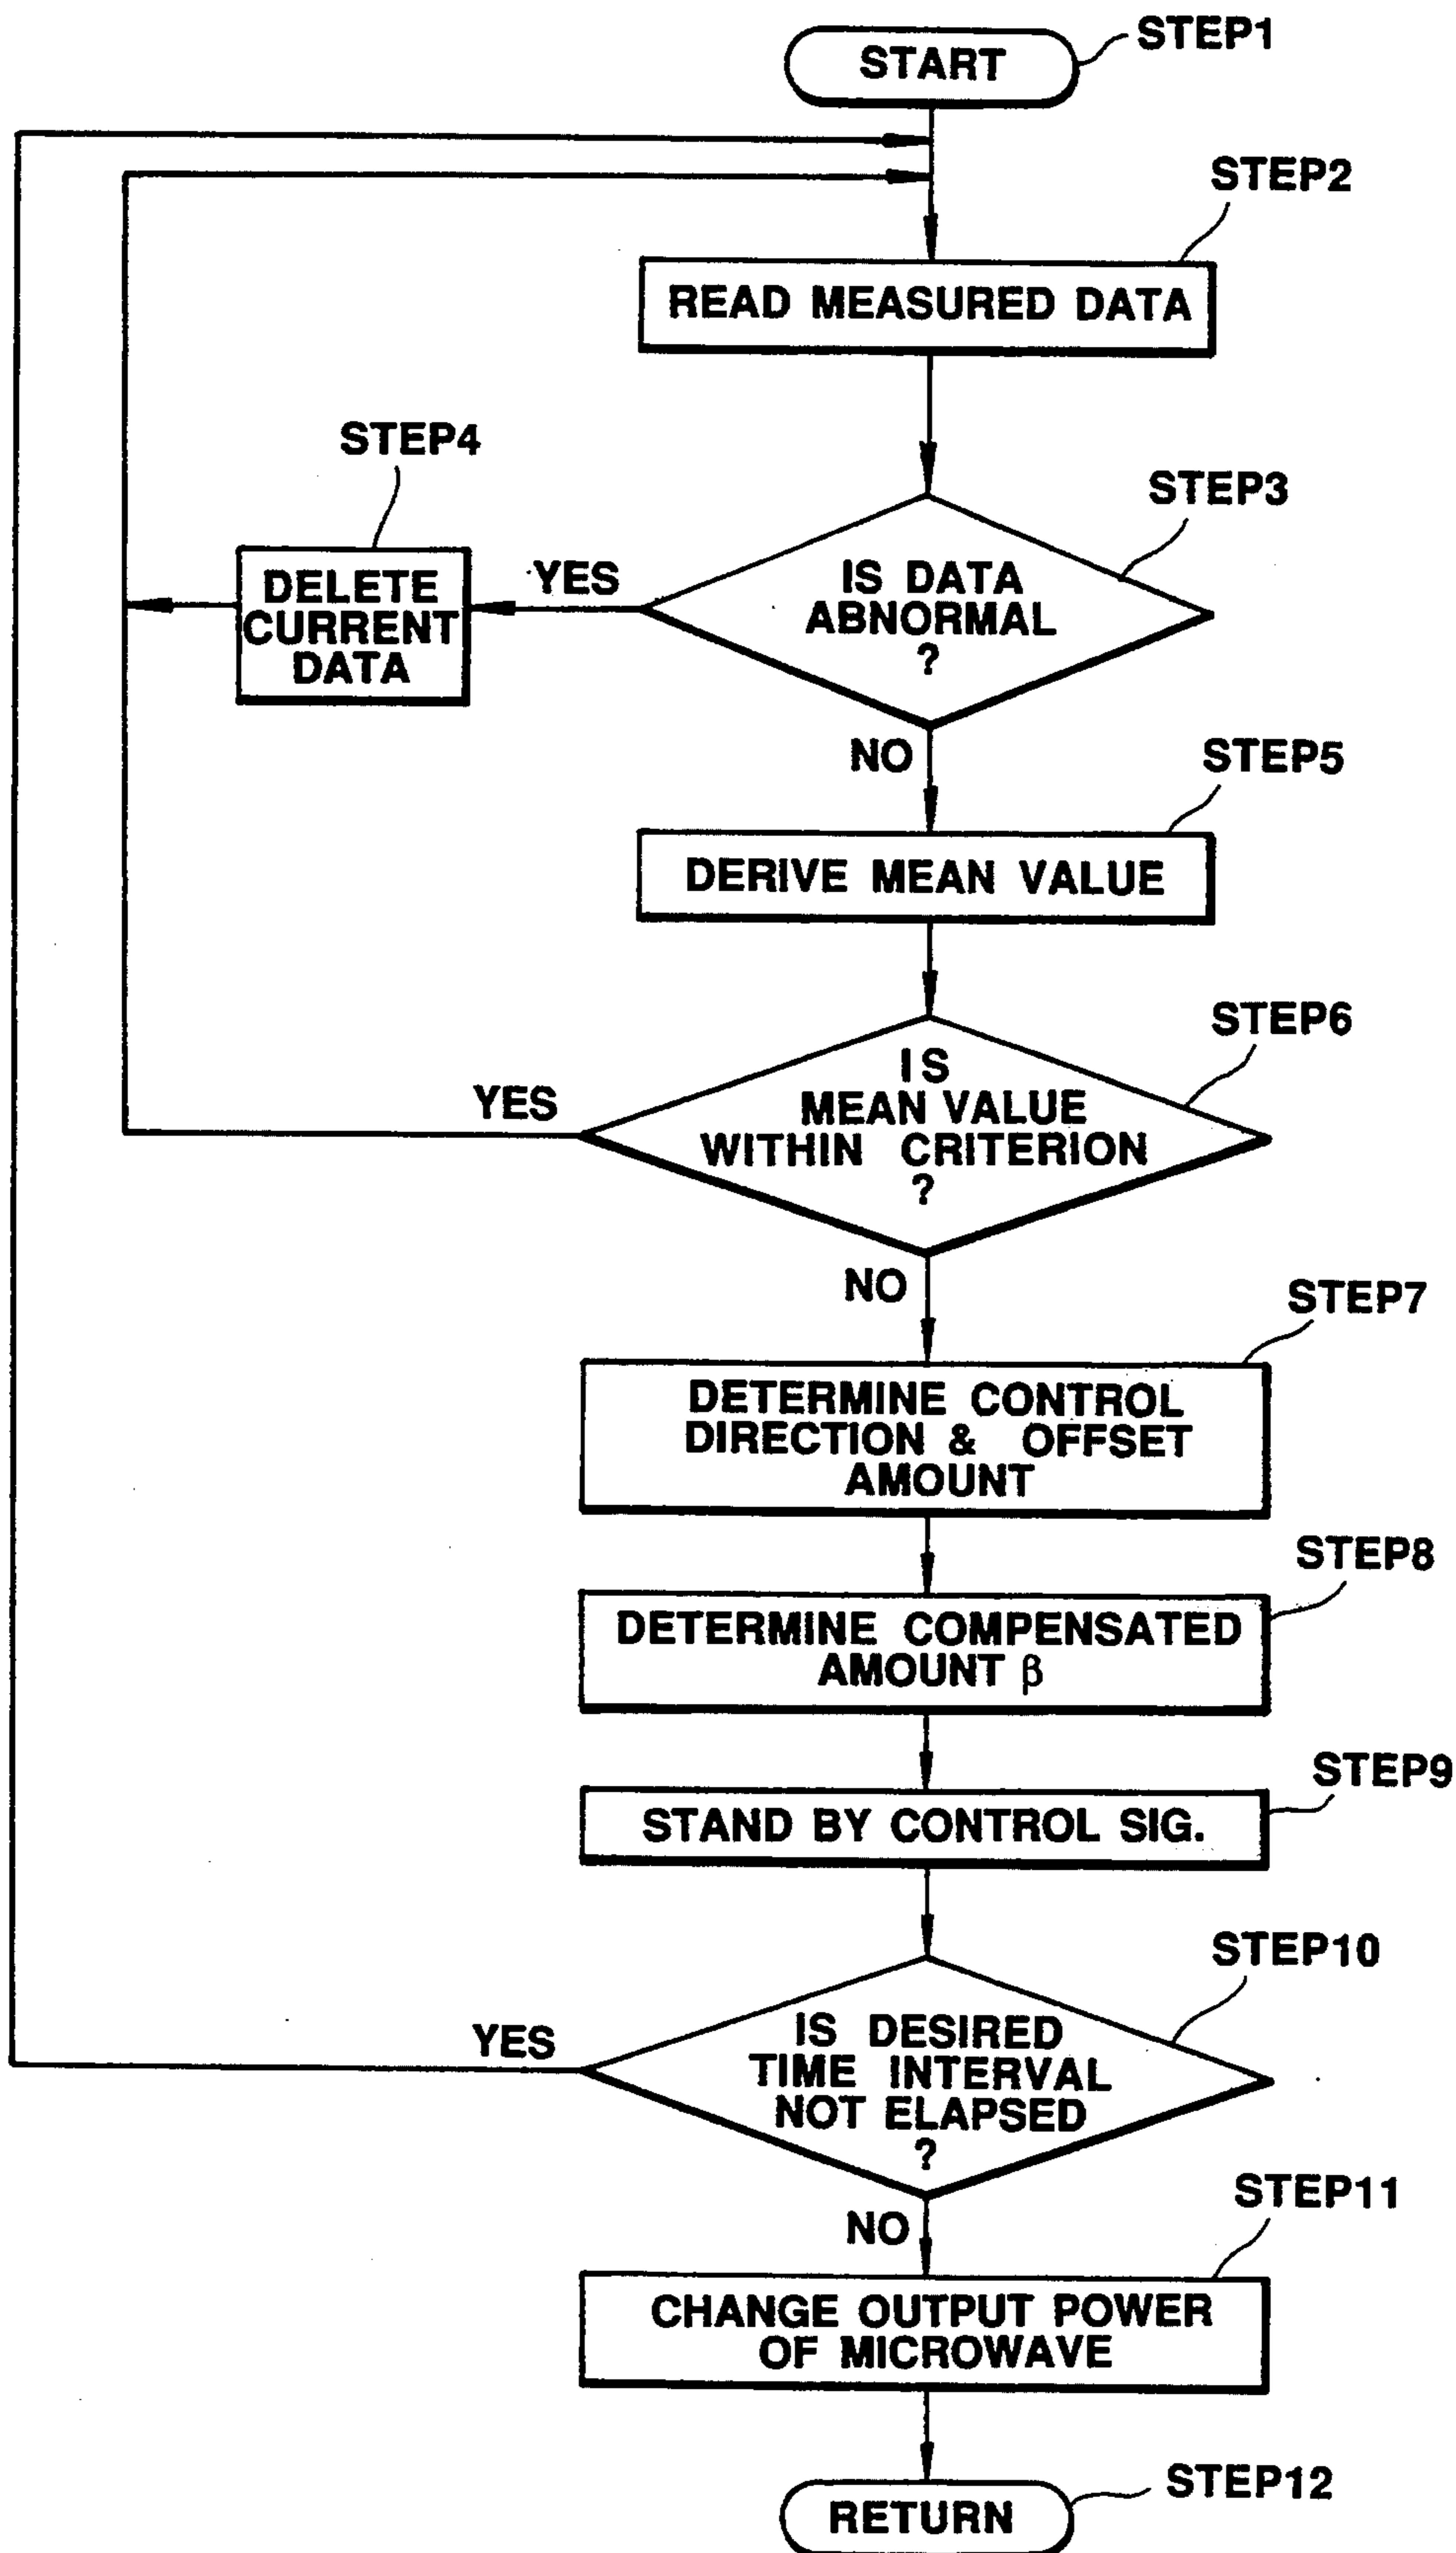 START
STEP1
STEP2
READ MEASURED DATA
STEP4
STEP3
DELETE
CURRENT
DATA
YES
IS DATA
ABNORMAL
?
NO
STEP5
DERIVE MEAN VALUE
STEP6
YES
IS
MEAN VALUE
WITHIN CRITERION
?
NO
STEP7
DETERMINE CONTROL
DIRECTION & OFFSET
AMOUNT
STEP8
DETERMINE COMPENSATED
AMOUNT β
STEP9
STAND BY CONTROL SIG.
STEP10
YES
IS DESIRED
TIME INTERVAL
NOT ELAPSED
?
NO
STEP11
CHANGE OUTPUT POWER
OF MICROWAVE
STEP12
RETURN